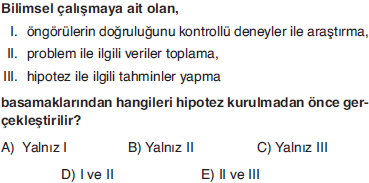 Bilimsel çalışmaya ait olan,
I. öngörülerin doğruluğunu kontrollü deneyler ile araştırma,
II. problem ile ilgili veriler toplama,
III. hipotez ile ilgili tahminler yapma
basamaklarından hangileri hipotez kurulmadan önce ger-
çekleştirilir?
A) Yalnız I B) Yalnız II C) Yalnız III
D) I ve II E) II ve III